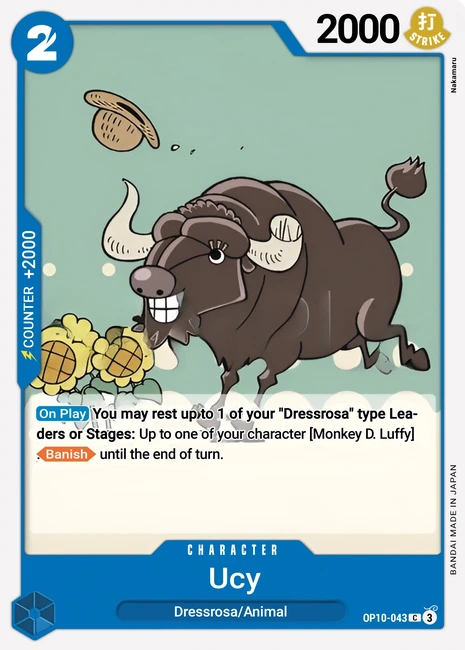 2
2000
打
STRIKE
Nakamaru
COUNTER +2000
On Play You may rest upto 1 of your "Dressrosa" type Lea-
ders or Stages: Up to one of your character [Monkey D. Luffy]
: Banish until the end of turn.
BANDAI MADE IN JAPAN
CHARACTER
Ucy
Dressrosa/Animal
OP10-043 C 3